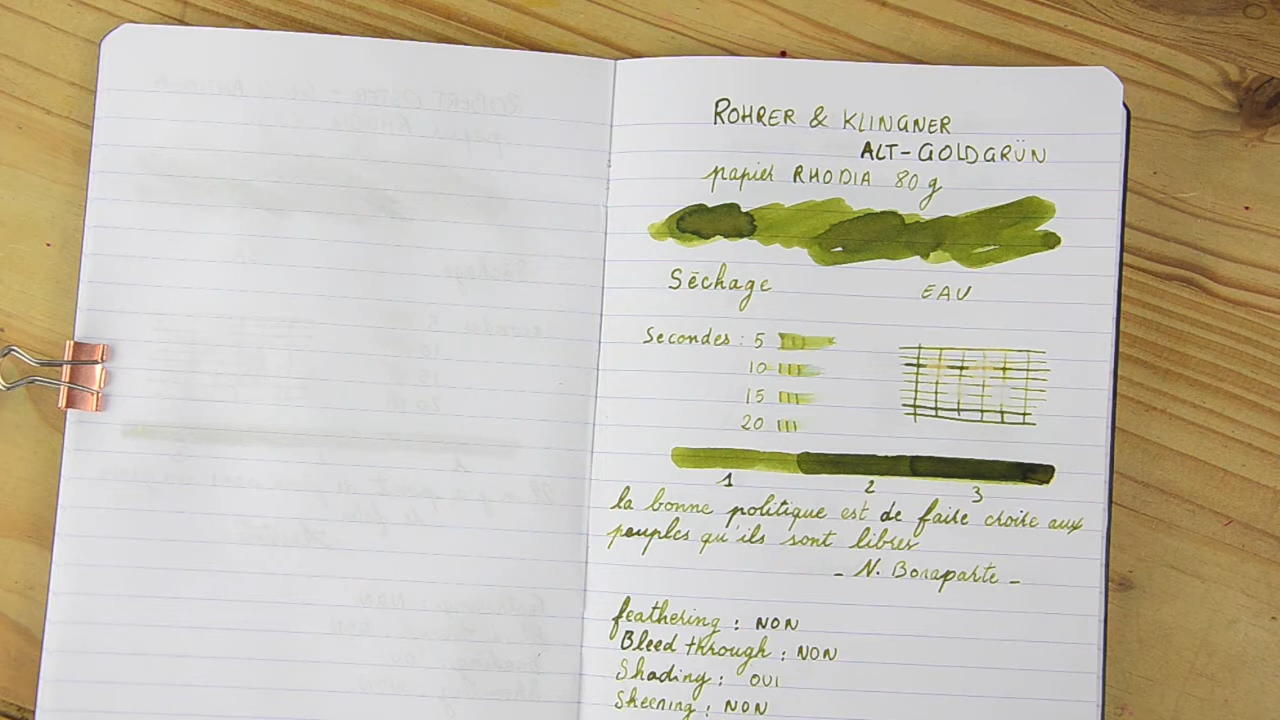 ROHRER & KLINGNER
ALT-GOLDGRÜN
papier RHODIA 80 g
Séchage
EAU
Secondes : 5
10
15
20
1
2
3
la bonne politique est de faire croire aux
peuples qu'ils sont libres
- N. Bonaparte -
feathering : NON
Bleed through : NON
Shading : OUI
Sheening : NON